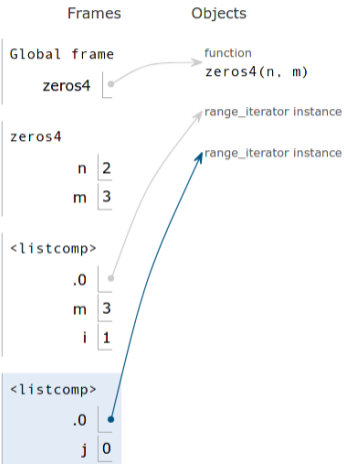 Frames Objects
Global frame
zeros4
function
zeros4(n, m)
range_iterator instance
range_iterator instance
zeros4
n 2
m 3
<listcomp>
.0
m 3
i 1
<listcomp>
.0
j 0